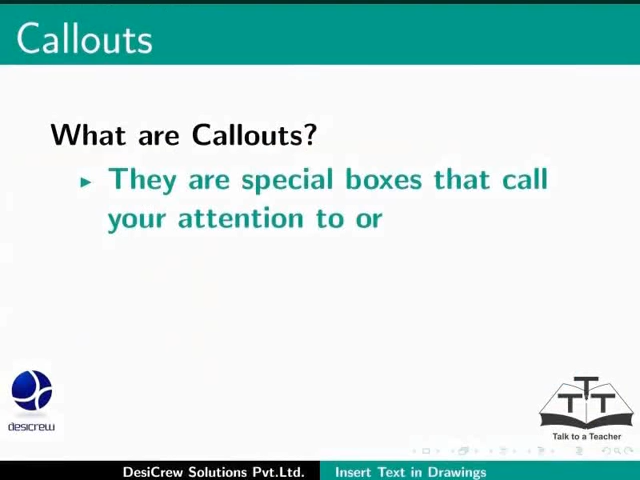 Callouts
What are Callouts?
They are special boxes that call
your attention to or
desicrew
T T T
Talk to a Teacher
DesiCrew Solutions Pvt.Ltd. Insert Text in Drawings